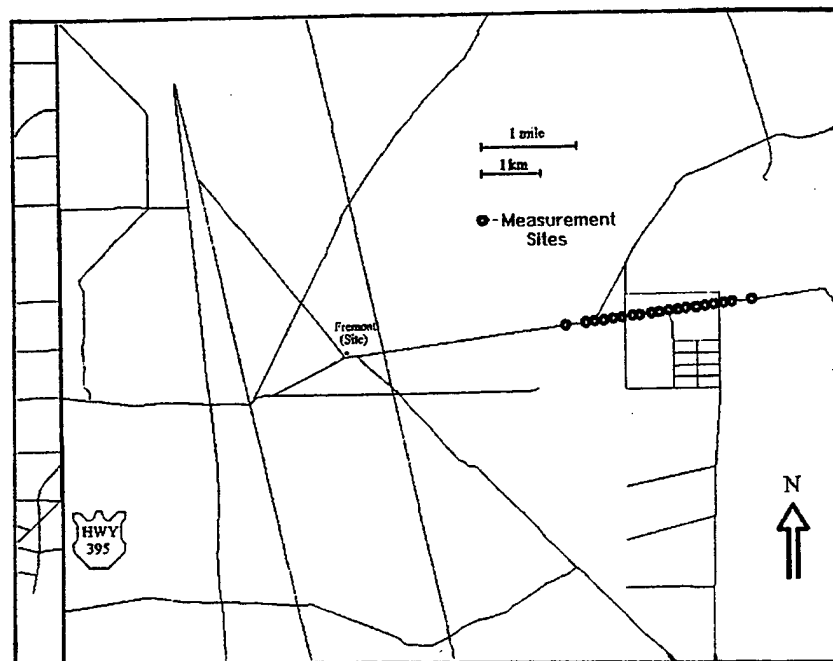 1 mile
1 km
- Measurement
Sites
Fremont
(Site)
N
HWY
395